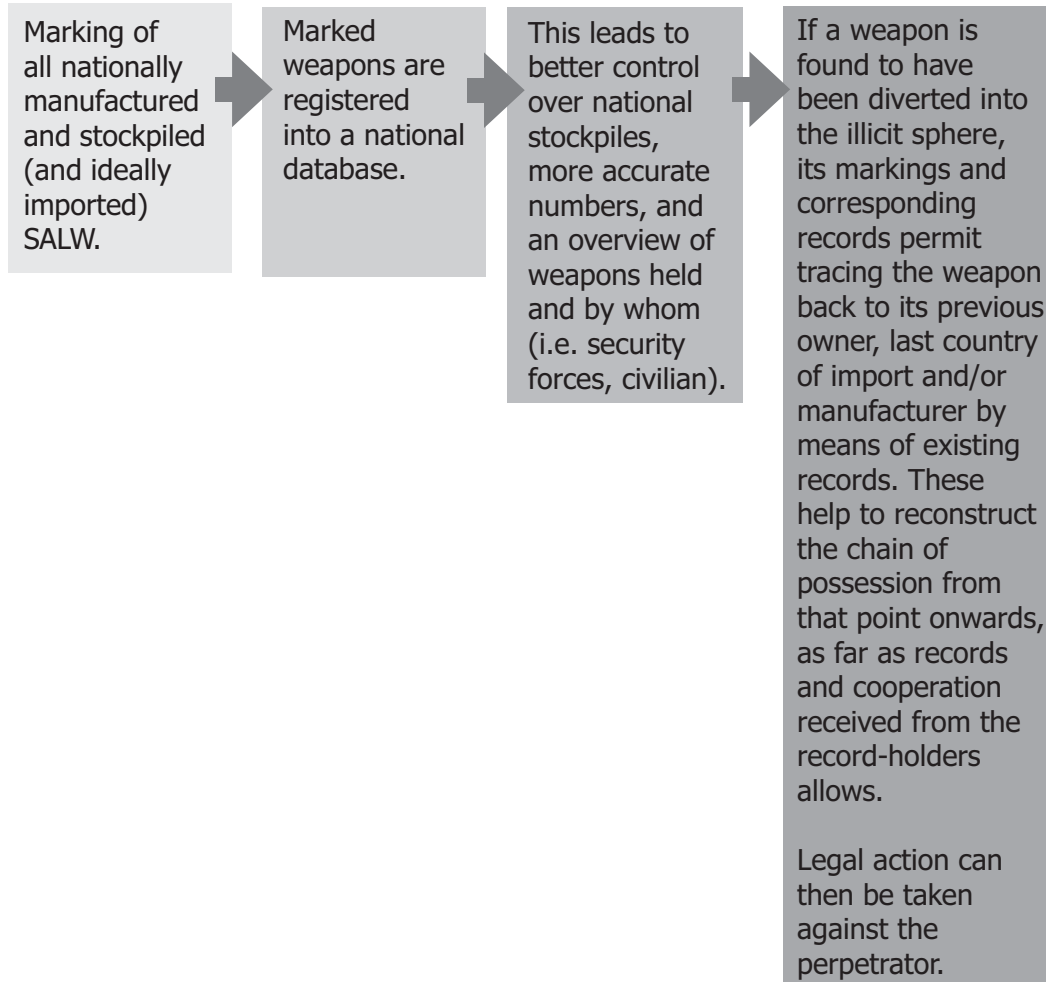 Marking of
all nationally
manufactured
and stockpiled
(and ideally
imported)
SALW.
Marked
weapons are
registered
into a national
database.
This leads to
better control
over national
stockpiles,
more accurate
numbers, and
an overview of
weapons held
and by whom
(i.e. security
forces, civilian).
If a weapon is
found to have
been diverted into
the illicit sphere,
its markings and
corresponding
records permit
tracing the weapon
back to its previous
owner, last country
of import and/or
manufacturer by
means of existing
records. These
help to reconstruct
the chain of
possession from
that point onwards,
as far as records
and cooperation
received from the
record-holders
allows.
Legal action can
then be taken
against the
perpetrator.